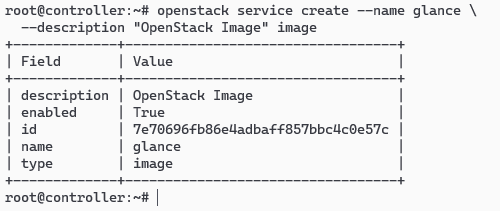 root@controller:~# openstack service create --name glance \
  --description "OpenStack Image" image
+-------------+----------------------------------+
| Field       | Value                            |
+-------------+----------------------------------+
| description | OpenStack Image                  |
| enabled     | True                             |
| id          | 7e70696fb86e4adbaff857bbc4c0e57c |
| name        | glance                           |
| type        | image                            |
+-------------+----------------------------------+
root@controller:~#